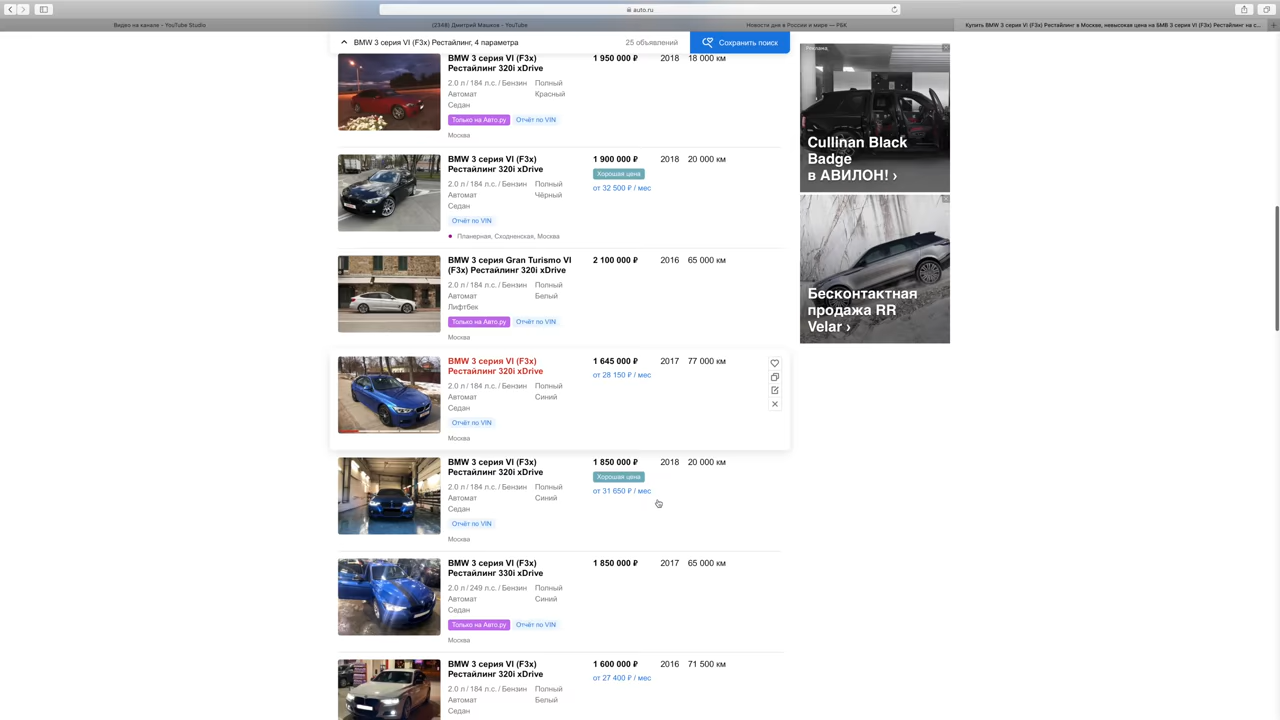 auto.ru
Видео на канале – YouTube Studio
(2348) Дмитрий Мацков – YouTube
Новости дня в России и мире — РБК
Купить BMW 3 серия VI (F3x) Рестайлинг в Москве, невысокая цена на БМВ 3 серия VI (F3x) Рестайлинг на с...
BMW 3 серия VI (F3x) Рестайлинг, 4 параметра
25 объявлений
Сохранить поиск
BMW 3 серия VI (F3x)
Рестайлинг 320i xDrive
1 950 000 ₽ 2018 18 000 км
2.0 л / 184 л.с. / Бензин Полный
Автомат Красный
Седан
Только на Авто.ру Отчёт по VIN
Москва
BMW 3 серия VI (F3x)
Рестайлинг 320i xDrive
1 900 000 ₽ 2018 20 000 км
Хорошая цена
от 32 500 ₽ / мес
2.0 л / 184 л.с. / Бензин Полный
Автомат Чёрный
Седан
Отчёт по VIN
Планерная, Сходненская, Москва
BMW 3 серия Gran Turismo VI
(F3x) Рестайлинг 320i xDrive
2 100 000 ₽ 2016 65 000 км
2.0 л / 184 л.с. / Бензин Полный
Автомат Белый
Лифтбек
Только на Авто.ру Отчёт по VIN
Москва
BMW 3 серия VI (F3x)
Рестайлинг 320i xDrive
1 645 000 ₽ 2017 77 000 км
от 28 150 ₽ / мес
2.0 л / 184 л.с. / Бензин Полный
Автомат Синий
Седан
Отчёт по VIN
Москва
BMW 3 серия VI (F3x)
Рестайлинг 320i xDrive
1 850 000 ₽ 2018 20 000 км
Хорошая цена
от 31 650 ₽ / мес
2.0 л / 184 л.с. / Бензин Полный
Автомат Синий
Седан
Отчёт по VIN
Москва
BMW 3 серия VI (F3x)
Рестайлинг 330i xDrive
1 850 000 ₽ 2017 65 000 км
2.0 л / 249 л.с. / Бензин Полный
Автомат Синий
Седан
Только на Авто.ру Отчёт по VIN
Москва
BMW 3 серия VI (F3x)
Рестайлинг 320i xDrive
1 600 000 ₽ 2016 71 500 км
от 27 400 ₽ / мес
2.0 л / 184 л.с. / Бензин Полный
Автомат Белый
Седан
Реклама
Cullinan Black
Badge
в АВИЛОН! ›
Бесконтактная
продажа RR
Velar ›